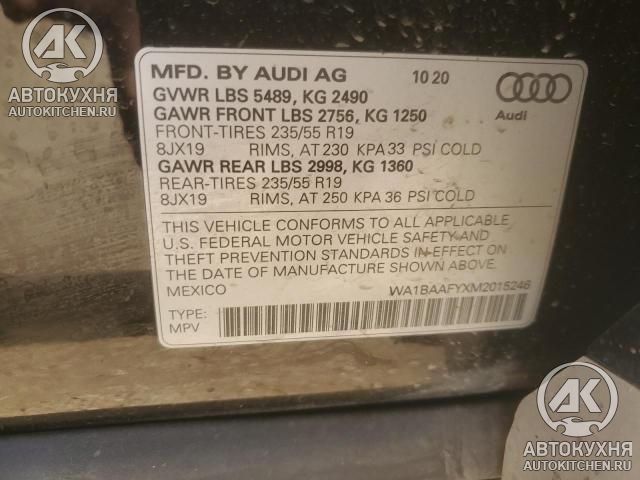 AK
АВТОКУХНЯ
AUTOKITCHEN.RU
MFD. BY AUDI AG 10 20
GVWR LBS 5489, KG 2490
GAWR FRONT LBS 2756, KG 1250
Audi
FRONT-TIRES 235/55 R19
8JX19 RIMS, AT 230 KPA 33 PSI COLD
GAWR REAR LBS 2998, KG 1360
REAR-TIRES 235/55 R19
8JX19 RIMS, AT 250 KPA 36 PSI COLD
THIS VEHICLE CONFORMS TO ALL APPLICABLE
U.S. FEDERAL MOTOR VEHICLE SAFETY AND
THEFT PREVENTION STANDARDS IN EFFECT ON
THE DATE OF MANUFACTURE SHOWN ABOVE.
MEXICO WA1BAAFYXM2015246
TYPE:
MPV
AK
АВТОКУХНЯ
AUTOKITCHEN.RU